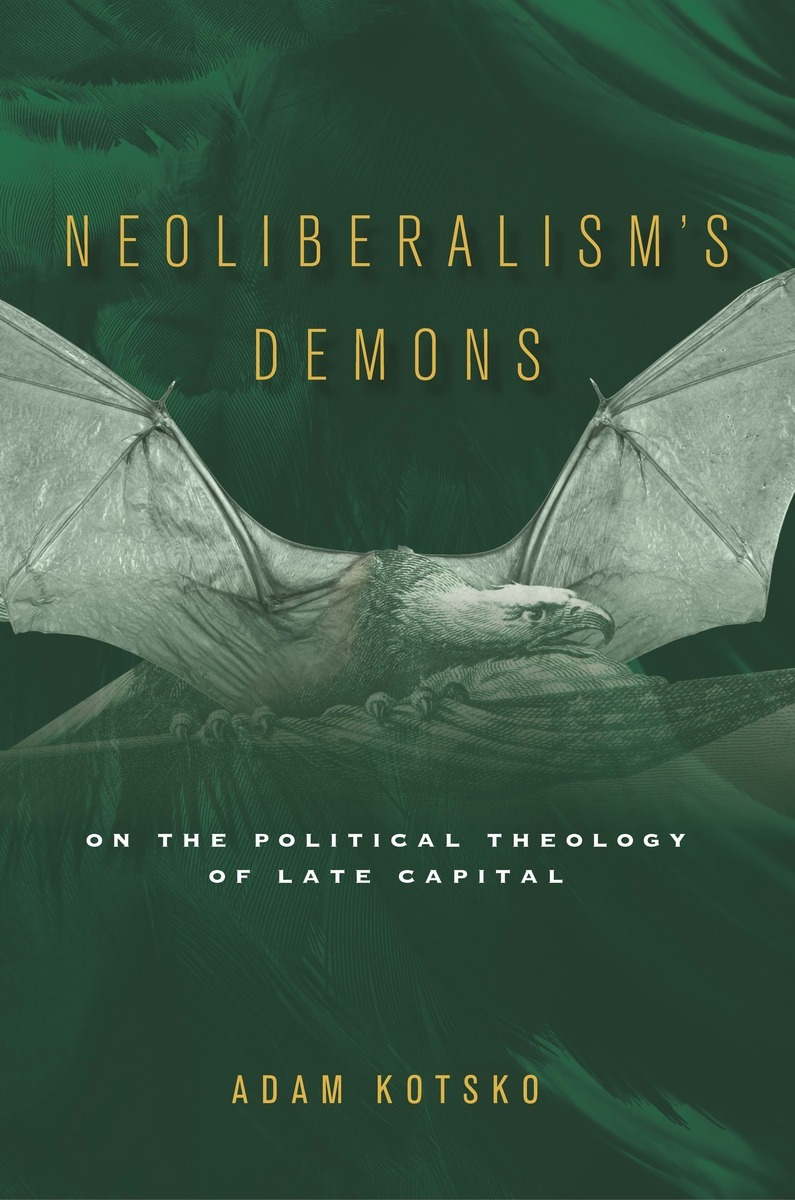 NEOLIBERALISM’S
DEMONS
ON THE POLITICAL THEOLOGY
OF LATE CAPITAL
ADAM KOTSKO